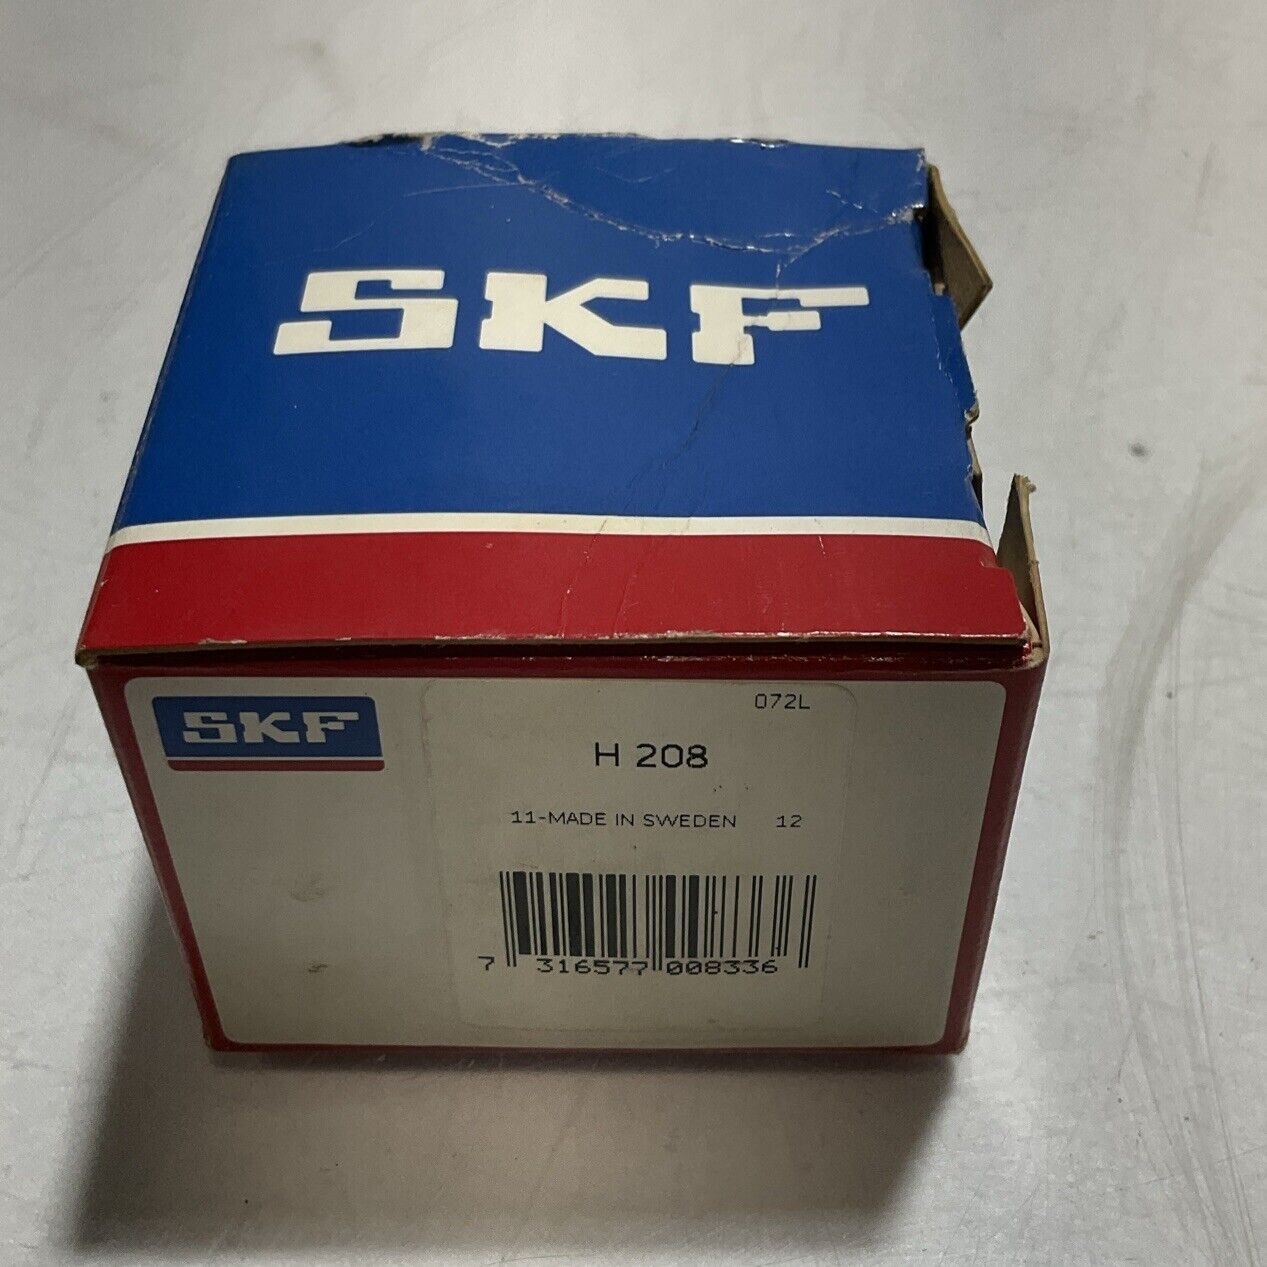 SKF
SKF
072L
H 208
11-MADE IN SWEDEN 12
7 316577 008336